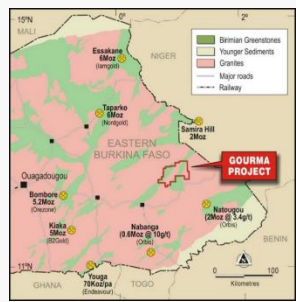 15°N
0°
MALI
Birimian Greenstones
Younger Sediments
Granites
Major roads
Railway
NIGER
Essakane
6Moz
(Iamgold)
Taparko
6Moz
(Nordgold)
Samira Hill
2Moz
EASTERN
BURKINA FASO
GOURMA
PROJECT
Ouagadougou
Bombore
5.2Moz
(Orezone)
Natougou
(2Moz @ 3.4g/t)
(Orbis)
Kiaka
5Moz
(B2Gold)
Nabanga
(0.6Moz @ 10g/t)
(Orbis)
BENIN
11°N
Youga
70Koz/pa
(Endeavour)
GHANA
TOGO
0°
0
100
Kilometres